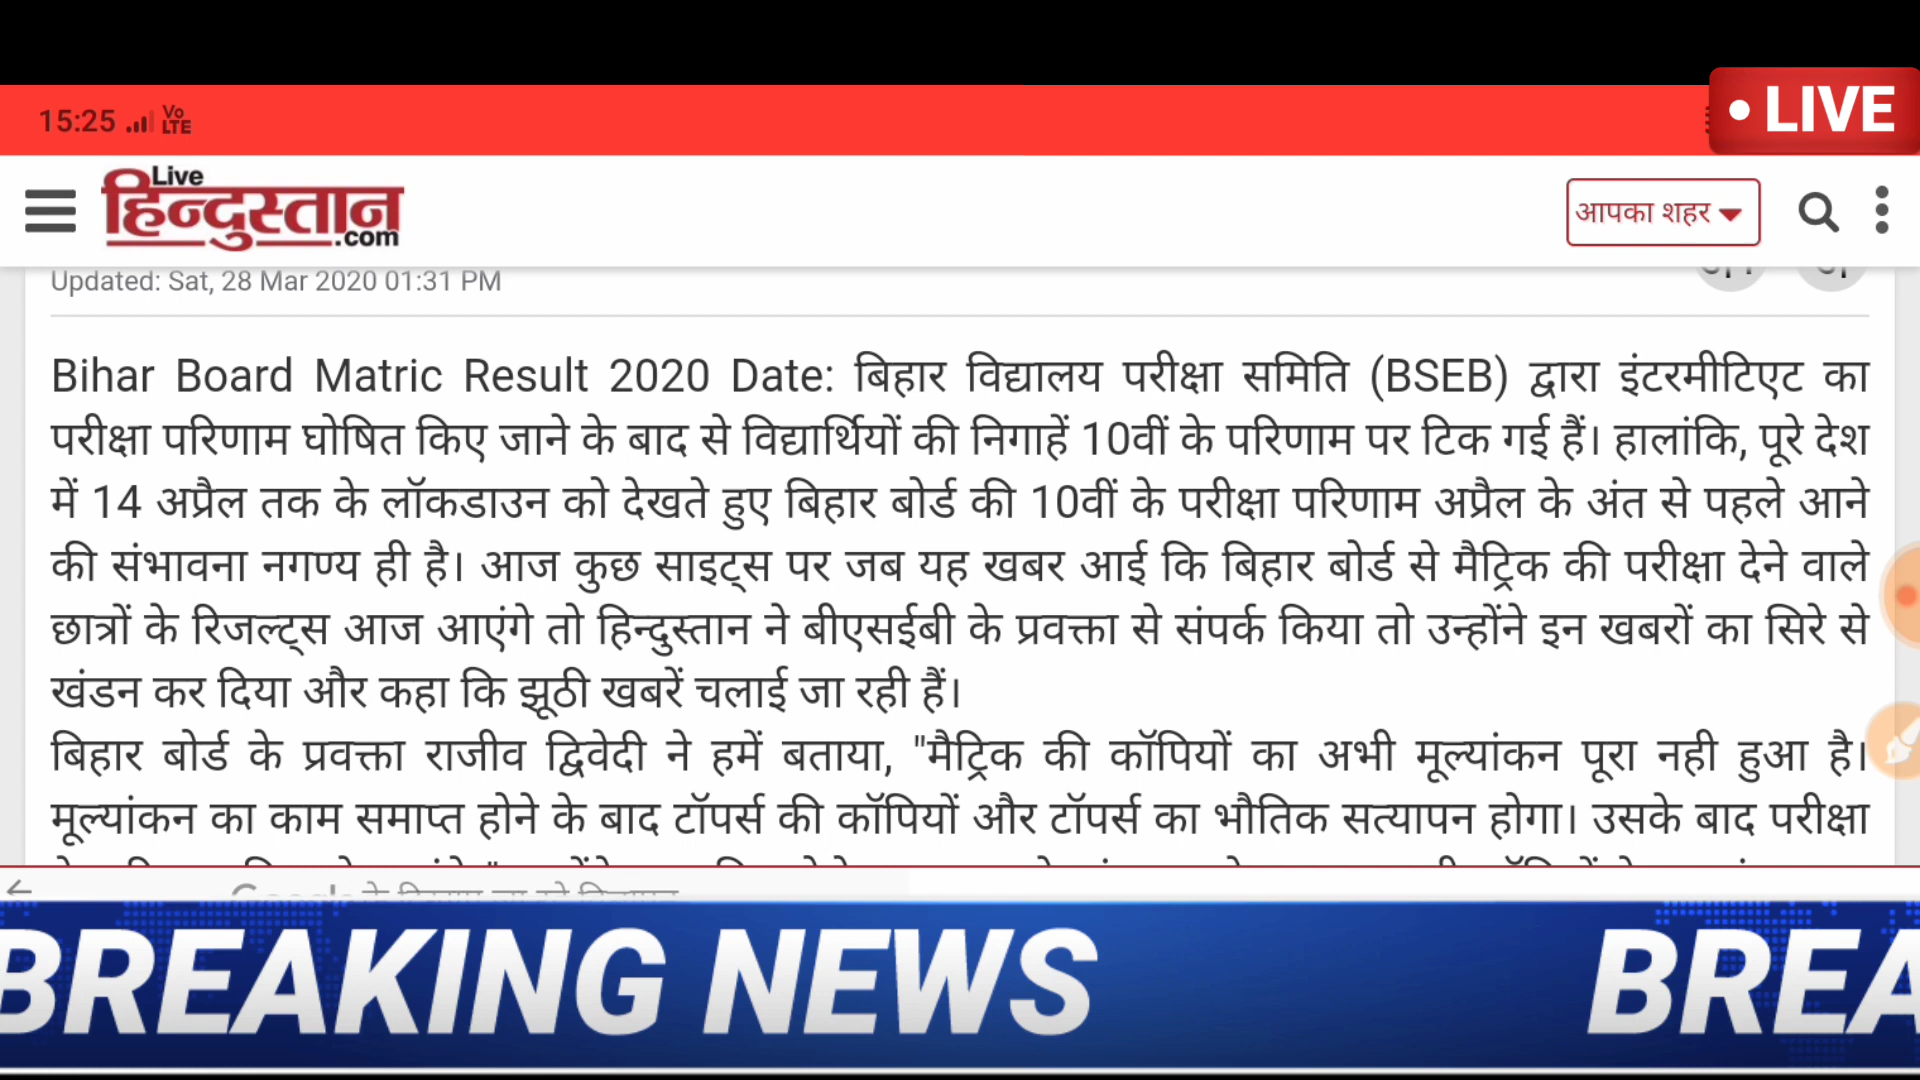 LIVE
15:25 Vo LTE
Live
हिन्दुस्तान
.com
आपका शहर
Updated: Sat, 28 Mar 2020 01:31 PM
Bihar Board Matric Result 2020 Date: बिहार विद्यालय परीक्षा समिति (BSEB) द्वारा इंटरमीटिएट का
परीक्षा परिणाम घोषित किए जाने के बाद से विद्यार्थियों की निगाहें 10वीं के परिणाम पर टिक गई हैं। हालांकि, पूरे देश
में 14 अप्रैल तक के लॉकडाउन को देखते हुए बिहार बोर्ड की 10वीं के परीक्षा परिणाम अप्रैल के अंत से पहले आने
की संभावना नगण्य ही है। आज कुछ साइट्स पर जब यह खबर आई कि बिहार बोर्ड से मैट्रिक की परीक्षा देने वाले
छात्रों के रिजल्ट्स आज आएंगे तो हिन्दुस्तान ने बीएसईबी के प्रवक्ता से संपर्क किया तो उन्होंने इन खबरों का सिरे से
खंडन कर दिया और कहा कि झूठी खबरें चलाई जा रही हैं।
बिहार बोर्ड के प्रवक्ता राजीव द्विवेदी ने हमें बताया, "मैट्रिक की कॉपियों का अभी मूल्यांकन पूरा नही हुआ है।
मूल्यांकन का काम समाप्त होने के बाद टॉपर्स की कॉपियों और टॉपर्स का भौतिक सत्यापन होगा। उसके बाद परीक्षा
BREAKING NEWS BREA